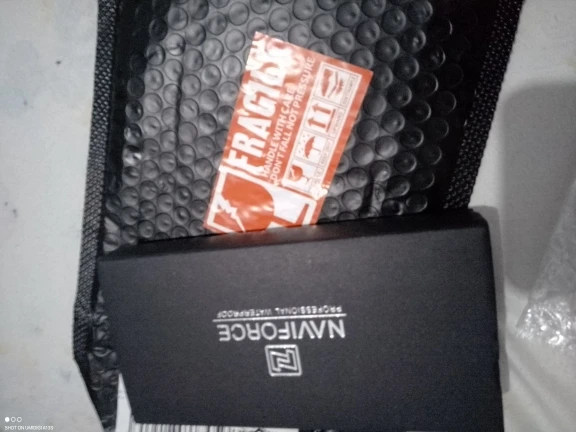 FRAGILE
HANDLE WITH CARE
DON'T FALL NOT PRESSURE
NAVIFORCE
PROFESSIONAL WATERPROOF